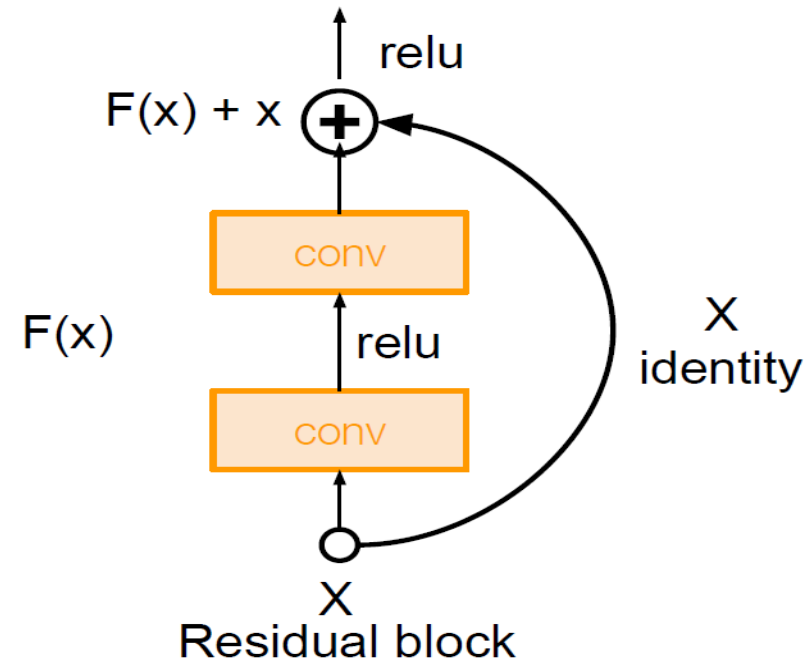 relu
F(x) + x
+
conv
F(x)
relu
X
identity
conv
X
Residual block